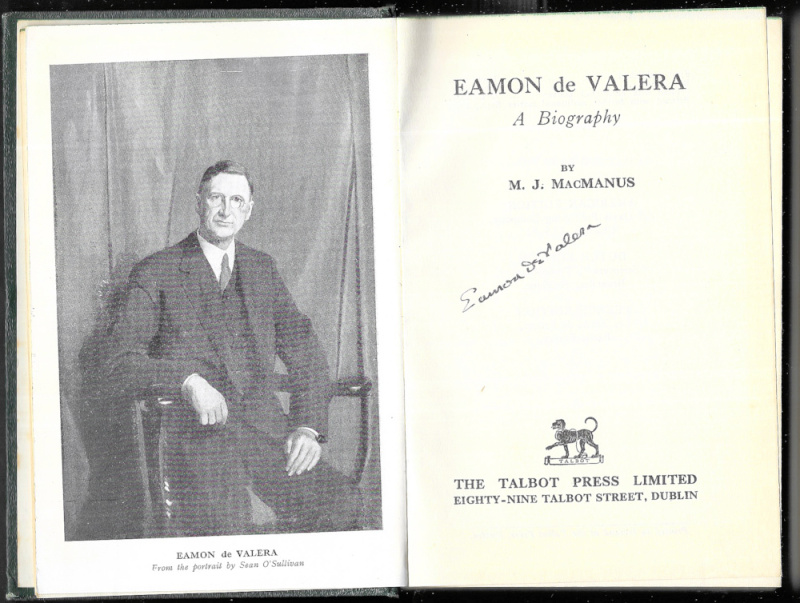 EAMON de VALERA
From the portrait by Sean O'Sullivan
EAMON de VALERA
A Biography
BY
M. J. MACMANUS
Eamon de Valera
TALBOT
THE TALBOT PRESS LIMITED
EIGHTY-NINE TALBOT STREET, DUBLIN